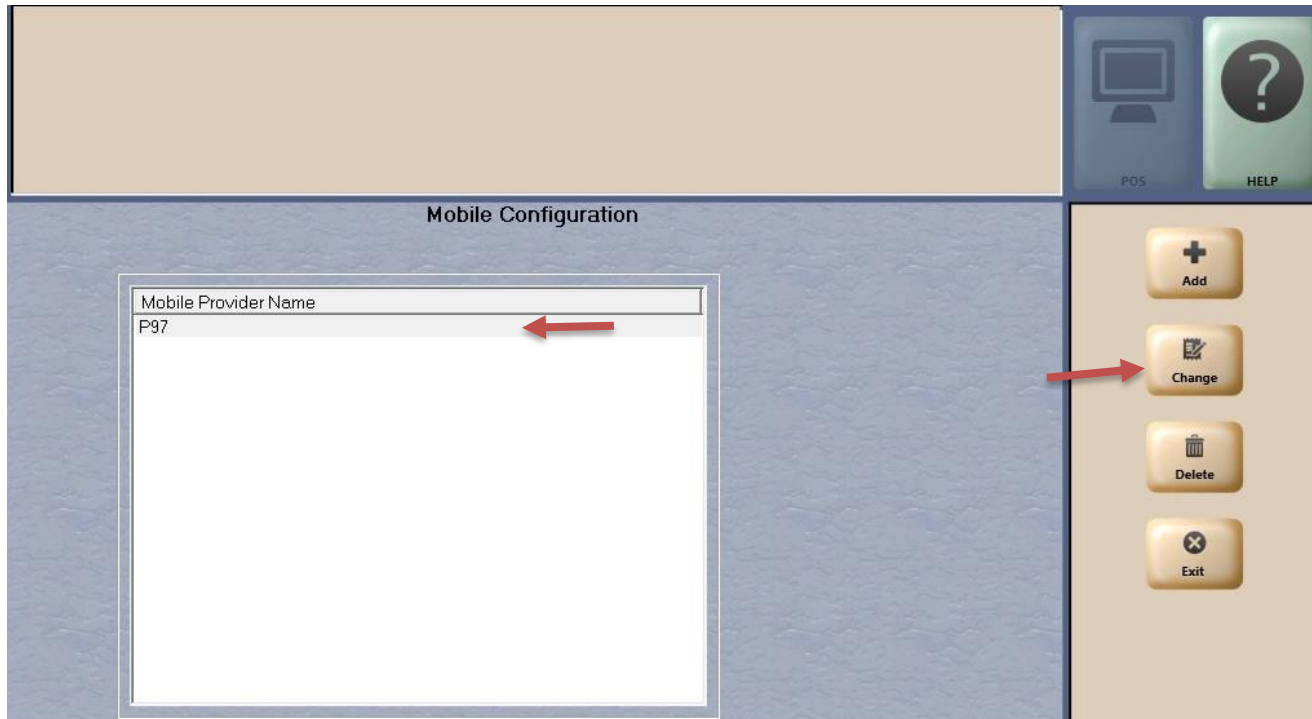 POS
HELP
Mobile Configuration
Mobile Provider Name
P97
Add
Change
Delete
Exit